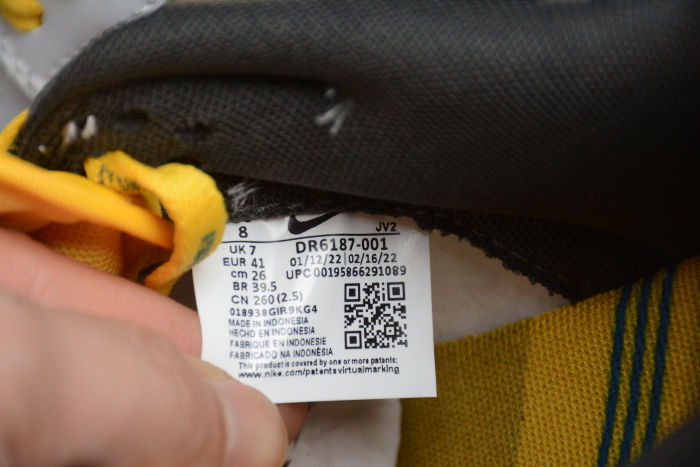 8 JV2
UK 7 DR6187-001
EUR 41 01/12/22 | 02/16/22
cm 26 UPC 00195866291089
BR 39.5
CN 260 (2.5)
018938GIR9KG4
MADE IN INDONESIA
HECHO EN INDONESIA
FABRIQUE EN INDONESIE
FABRICADO NA INDONÉSIA
This product is covered by one or more patents:
www.nike.com/patentsvirtualmarking